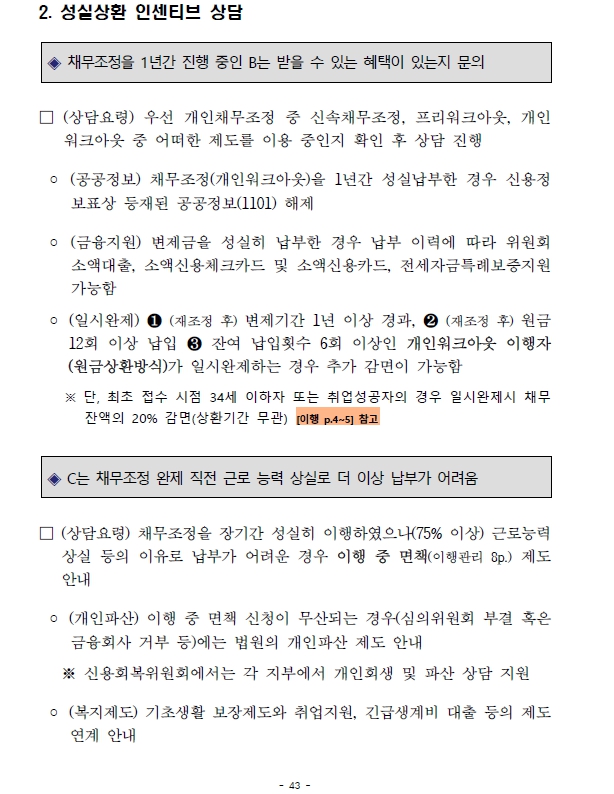 2. 성실상환 인센티브 상담
◈ 채무조정을 1년간 진행 중인 B는 받을 수 있는 혜택이 있는지 문의
□ (상담요령) 우선 개인채무조정 중 신속채무조정, 프리워크아웃, 개인
워크아웃 중 어떠한 제도를 이용 중인지 확인 후 상담 진행
○ (공공정보) 채무조정(개인워크아웃)을 1년간 성실납부한 경우 신용정
보표상 등재된 공공정보(1101) 해제
○ (금융지원) 변제금을 성실히 납부한 경우 납부 이력에 따라 위원회
소액대출, 소액신용체크카드 및 소액신용카드, 전세자금특례보증지원
가능함
○ (일시완제) ❶ (재조정 후) 변제기간 1년 이상 경과, ❷ (재조정 후) 원금
12회 이상 납입 ❸ 잔여 납입횟수 6회 이상인 개인워크아웃 이행자
(원금상환방식)가 일시완제하는 경우 추가 감면이 가능함
※ 단, 최초 접수 시점 34세 이하자 또는 취업성공자의 경우 일시완제시 채무
잔액의 20% 감면(상환기간 무관) [이행 p.4~5] 참고
◈ C는 채무조정 완제 직전 근로 능력 상실로 더 이상 납부가 어려움
□ (상담요령) 채무조정을 장기간 성실히 이행하였으나(75% 이상) 근로능력
상실 등의 이유로 납부가 어려운 경우 이행 중 면책(이행관리 8p.) 제도
안내
○ (개인파산) 이행 중 면책 신청이 무산되는 경우(심의위원회 부결 혹은
금융회사 거부 등)에는 법원의 개인파산 제도 안내
※ 신용회복위원회에서는 각 지부에서 개인회생 및 파산 상담 지원
○ (복지제도) 기초생활 보장제도와 취업지원, 긴급생계비 대출 등의 제도
연계 안내
- 43 -